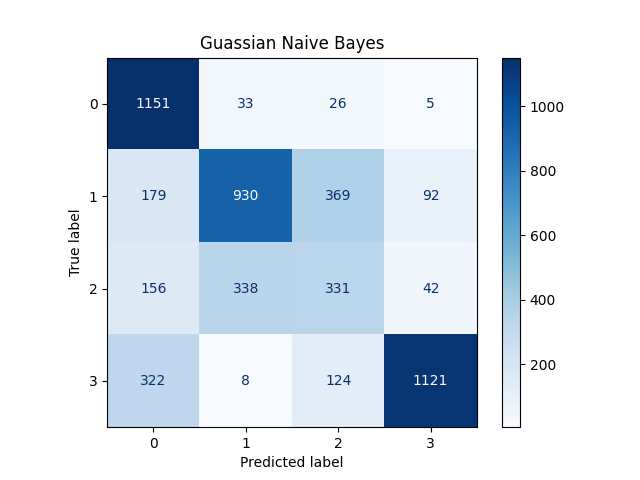 Guassian Naive Bayes
0 1151 33 26 5
1 179 930 369 92
2 156 338 331 42
3 322 8 124 1121
0 1 2 3
Predicted label
True label
1000
800
600
400
200